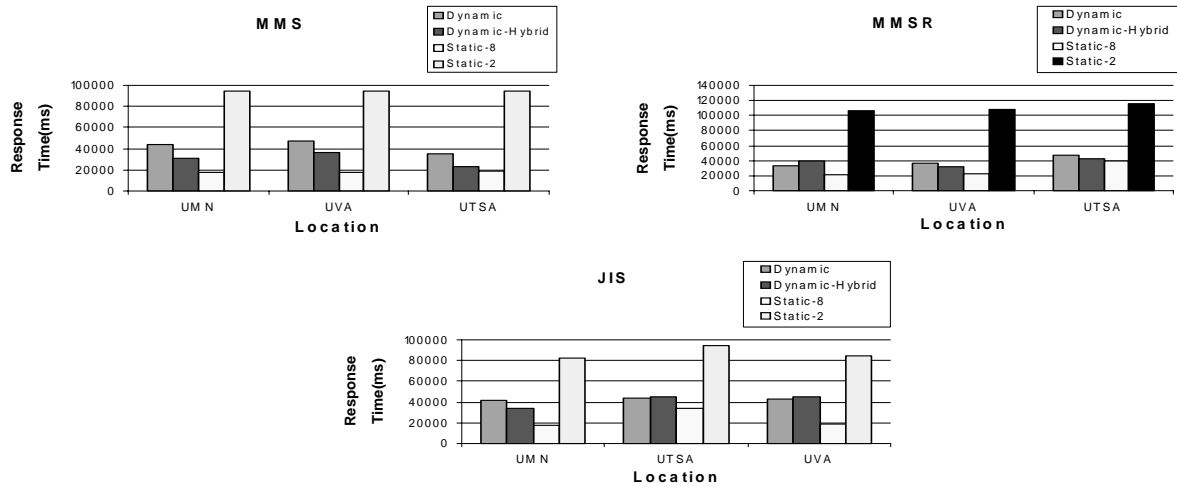 MMS
Dynamic
Dynamic-Hybrid
Static-8
Static-2
Response
Time(ms)
100000
80000
60000
40000
20000
0
UMN
UVA
UTSA
Location
MMSR
Dynamic
Dynamic-Hybrid
Static-8
Static-2
Response
Time(ms)
140000
120000
100000
80000
60000
40000
20000
0
UMN
UVA
UTSA
Location
JIS
Dynamic
Dynamic-Hybrid
Static-8
Static-2
Response
Time(ms)
100000
80000
60000
40000
20000
0
UMN
UTSA
UVA
Location